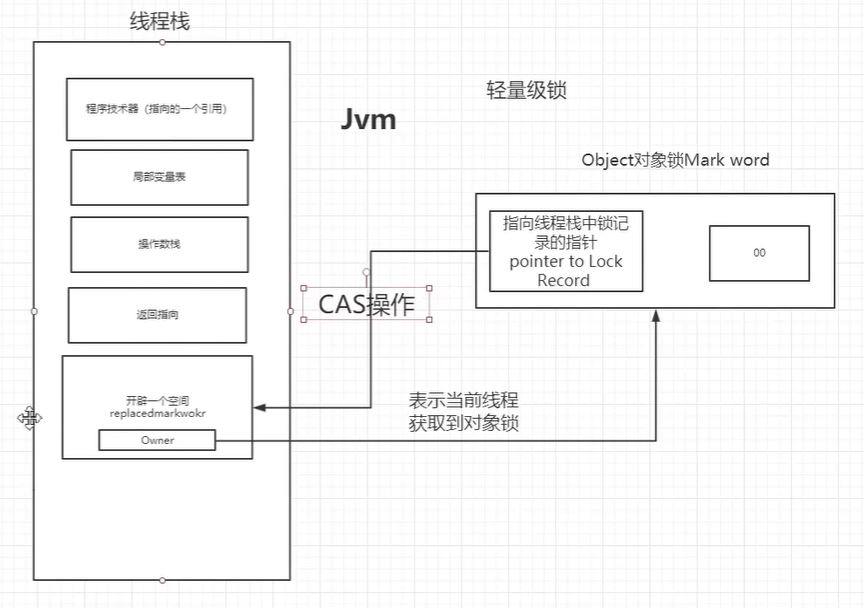 线程栈
程序技术器（指向的一个引用）
局部变量表
操作数栈
返回指向
开辟一个空间
replacedmarkwokr
Owner
Jvm
CAS操作
表示当前线程
获取到对象锁
轻量级锁
Object对象锁Mark word
指向线程栈中锁记
录的指针
pointer to Lock
Record
00